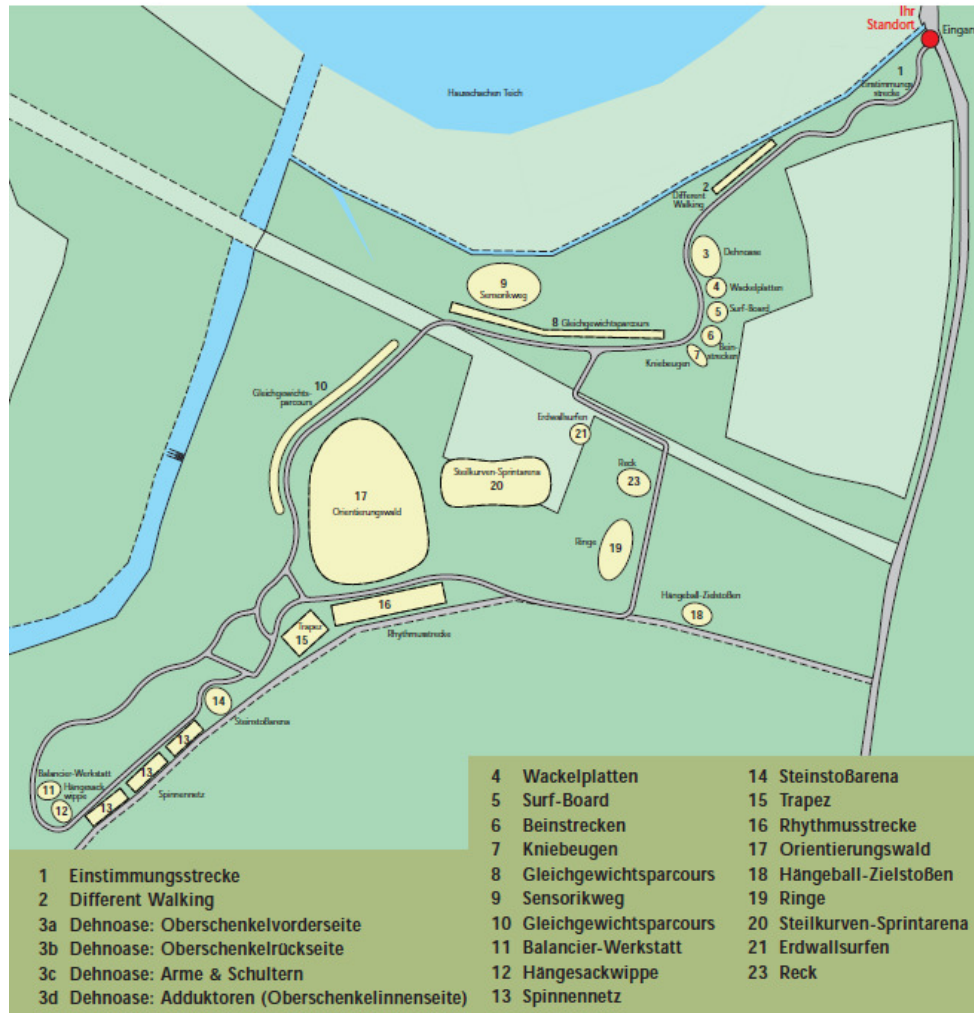 Ihr
Standort
Eingan
1
Einstimmungs
strecke
Hausschachen Teich
2
Different
Walking
3
Dehnoase
4
Wackelplatten
5
Surf-Board
6
Bein
strecken
7
Kniebeugen
9
Sensorikweg
8 Gleichgewichtsparcours
10
Gleichgewichts-
parcours
Erdwallsurfen
21
Steilkurven-Sprintarena
20
Reck
23
17
Orientierungswald
Ringe
19
Hängeball-Zielstoßen
18
16
Rhythmusstrecke
Trapez
15
14
Steinstoßarena
13
13
13
Spinnennetz
Balancier-Werkstatt
11
Hängesack
wippe
12
1 Einstimmungsstrecke
2 Different Walking
3a Dehnoase: Oberschenkelvorderseite
3b Dehnoase: Oberschenkelrückseite
3c Dehnoase: Arme & Schultern
3d Dehnoase: Adduktoren (Oberschenkelinnenseite)
4 Wackelplatten
5 Surf-Board
6 Beinstrecken
7 Kniebeugen
8 Gleichgewichtsparcours
9 Sensorikweg
10 Gleichgewichtsparcours
11 Balancier-Werkstatt
12 Hängesackwippe
13 Spinnennetz
14 Steinstoßarena
15 Trapez
16 Rhythmusstrecke
17 Orientierungswald
18 Hängeball-Zielstoßen
19 Ringe
20 Steilkurven-Sprintarena
21 Erdwallsurfen
23 Reck